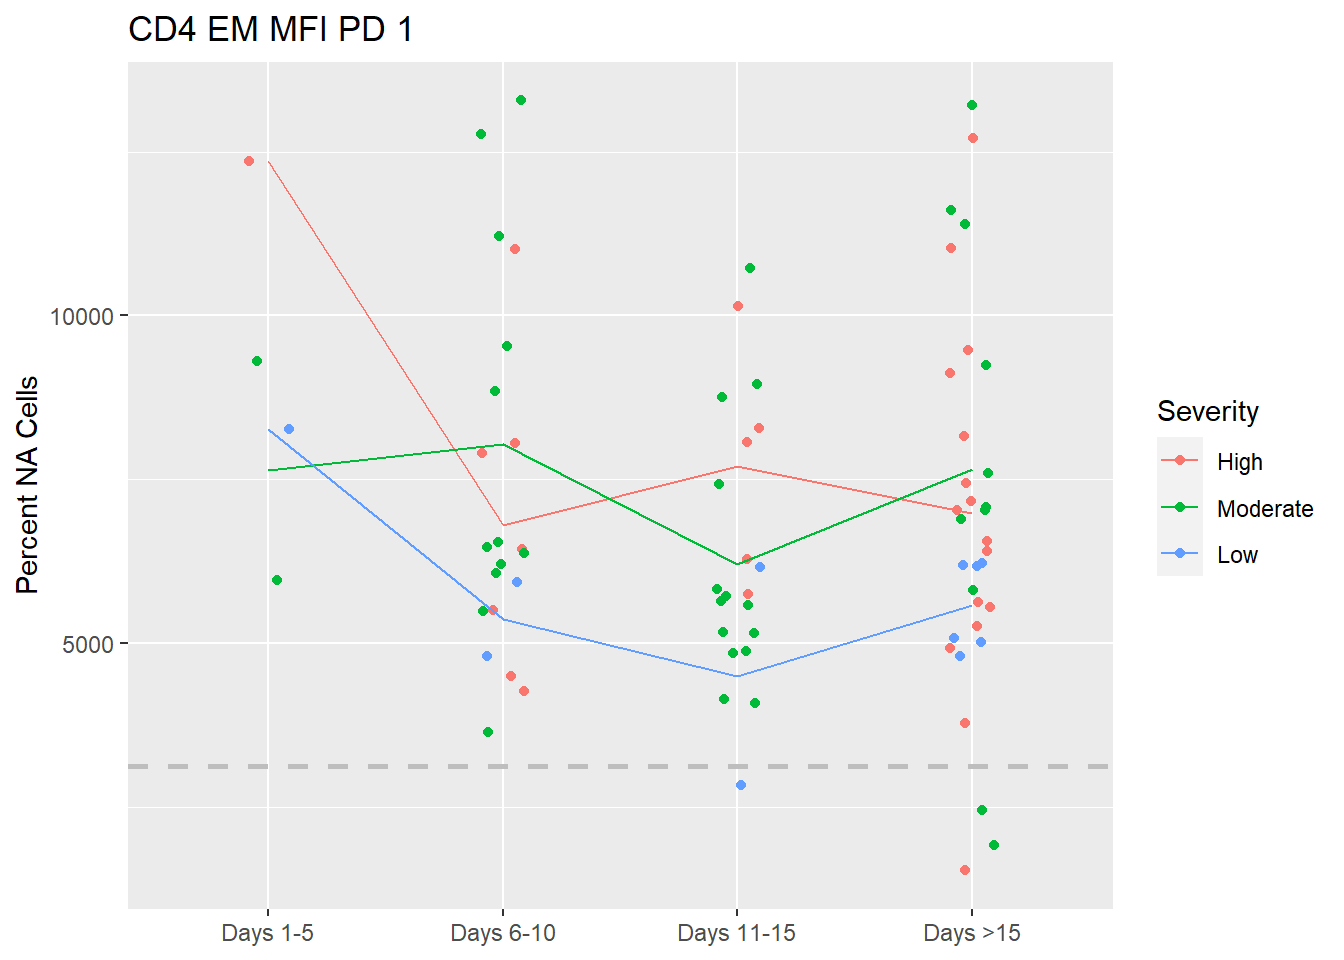 CD4 EM MFI PD 1
Percent NA Cells
10000
5000
Days 1-5
Days 6-10
Days 11-15
Days >15
Severity
High
Moderate
Low